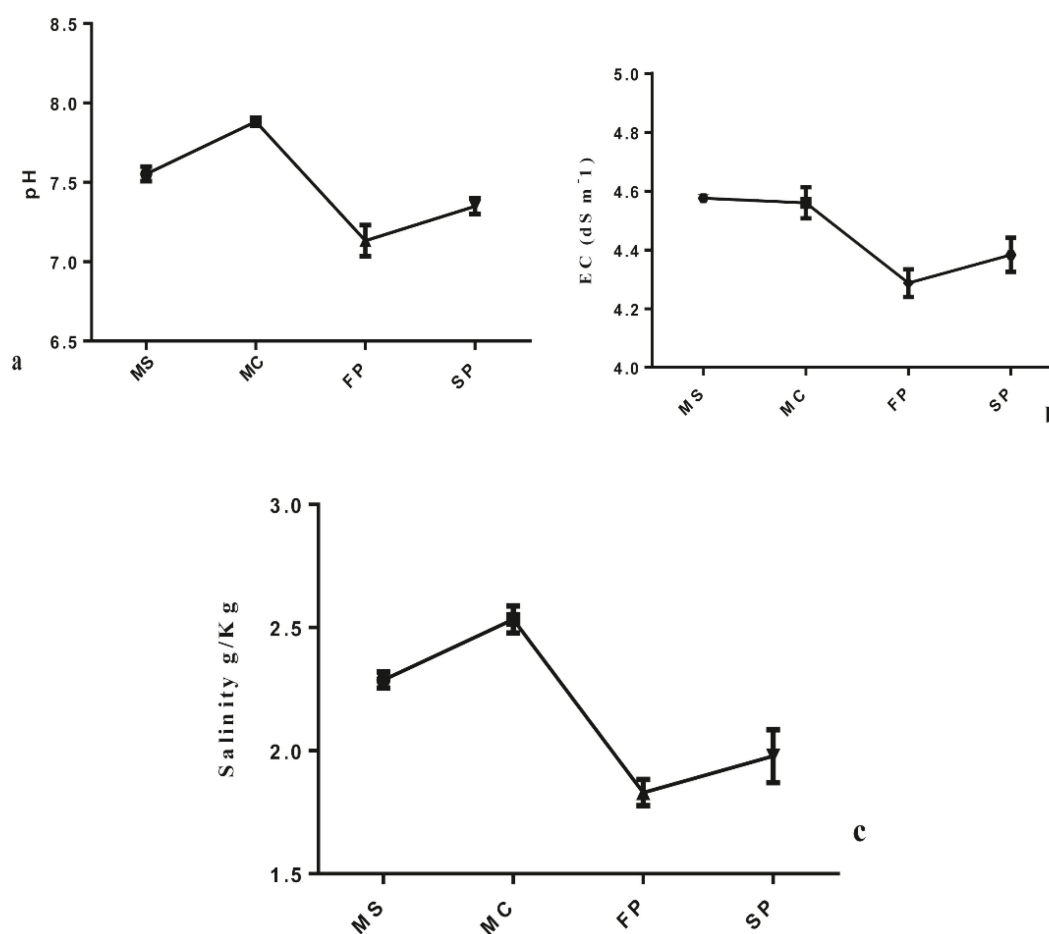 8.5
8.0
7.5
7.0
6.5
pH
MS
MC
FP
SP
a
5.0
4.8
4.6
4.4
4.2
4.0
EC (dS m⁻1)
MS
MC
FP
SP
3.0
2.5
2.0
1.5
Salinity g/Kg
MS
MC
FP
SP
c